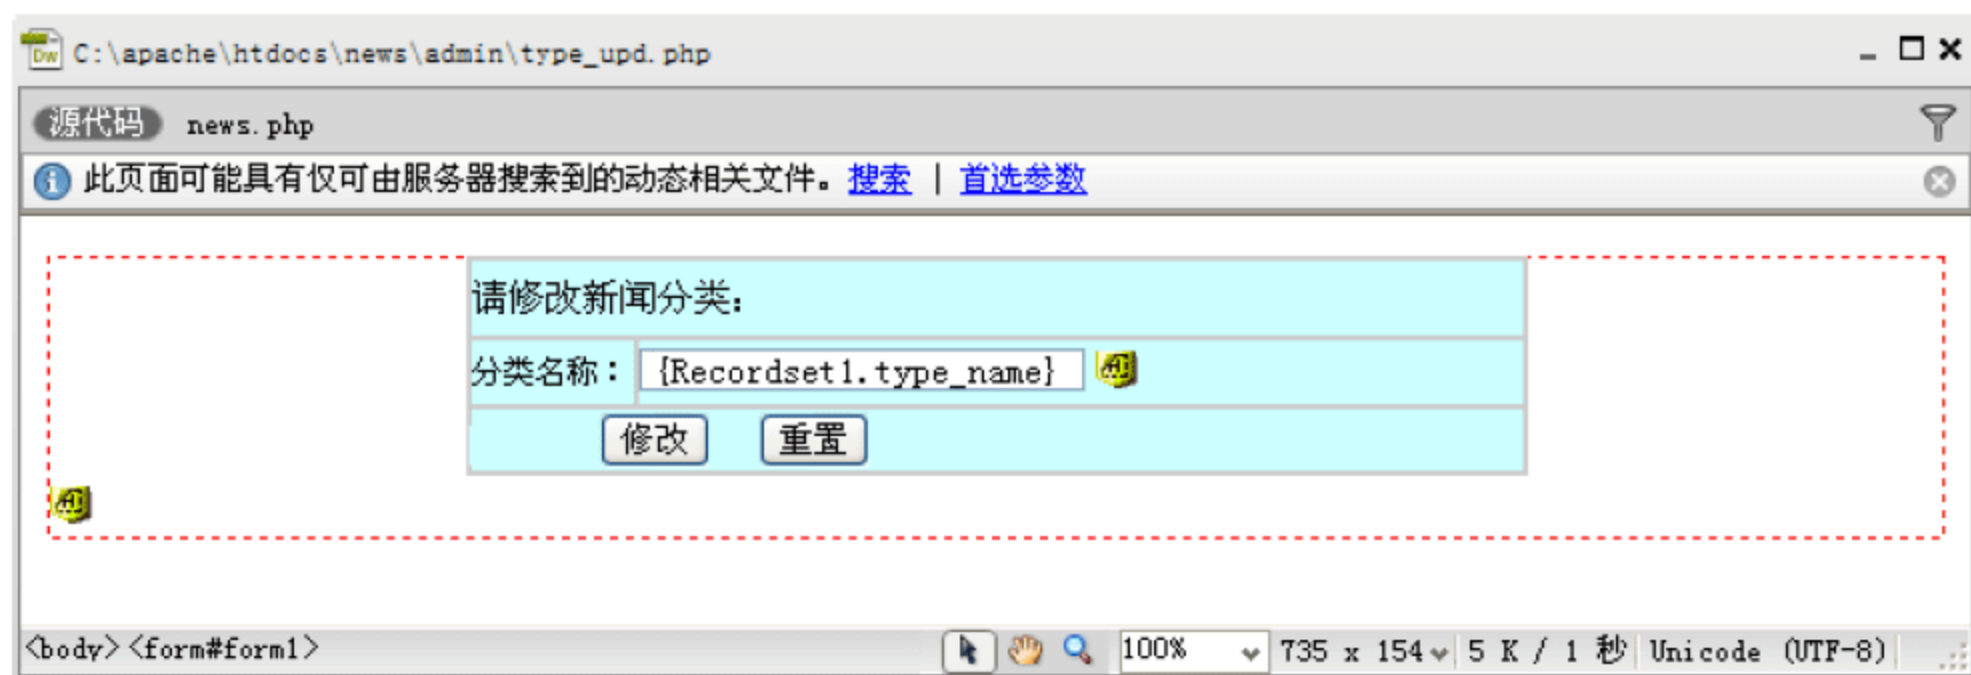 C:\apache\htdocs\news\admin\type_upd.php
源代码 news.php
此页面可能具有仅可由服务器搜索到的动态相关文件。搜索 | 首选参数
请修改新闻分类：
分类名称： {Recordset1.type_name}
修改 重置
<body><form#form1> 100% 735 x 154 5 K / 1 秒 Unicode (UTF-8)